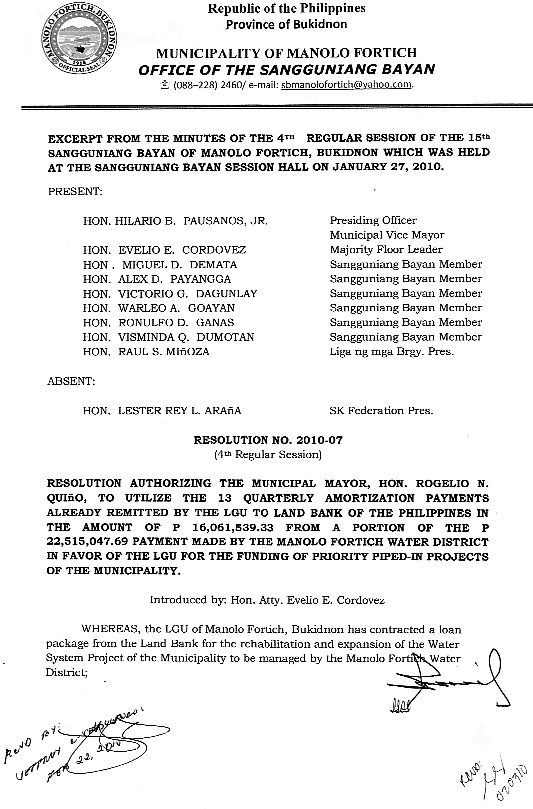 Republic of the Philippines
Province of Bukidnon
MUNICIPALITY OF MANOLO FORTICH
OFFICE OF THE SANGGUNIANG BAYAN
(088-228) 2460/ e-mail: sbmanolofortich@yahoo.com.
MANOLO FORTICH, BUKIDNON
OFFICIAL SEAL
EXCERPT FROM THE MINUTES OF THE 4TH REGULAR SESSION OF THE 15th
SANGGUNIANG BAYAN OF MANOLO FORTICH, BUKIDNON WHICH WAS HELD
AT THE SANGGUNIANG BAYAN SESSION HALL ON JANUARY 27, 2010.
PRESENT:
HON. HILARIO B. PAUSANOS, JR. Presiding Officer
Municipal Vice Mayor
HON. EVELIO E. CORDOVEZ Majority Floor Leader
HON . MIGUEL D. DEMATA Sangguniang Bayan Member
HON. ALEX D. PAYANGGA Sangguniang Bayan Member
HON. VICTORIO G. DAGUNLAY Sangguniang Bayan Member
HON. WARLEO A. GOAYAN Sangguniang Bayan Member
HON. RONULFO D. GANAS Sangguniang Bayan Member
HON. VISMINDA Q. DUMOTAN Sangguniang Bayan Member
HON. RAUL S. MIñOZA Liga ng mga Brgy. Pres.
ABSENT:
HON. LESTER REY L. ARAñA SK Federation Pres.
RESOLUTION NO. 2010-07
(4th Regular Session)
RESOLUTION AUTHORIZING THE MUNICIPAL MAYOR, HON. ROGELIO N.
QUIñO, TO UTILIZE THE 13 QUARTERLY AMORTIZATION PAYMENTS
ALREADY REMITTED BY THE LGU TO LAND BANK OF THE PHILIPPINES IN
THE AMOUNT OF P 16,061,539.33 FROM A PORTION OF THE P
22,515,047.69 PAYMENT MADE BY THE MANOLO FORTICH WATER DISTRICT
IN FAVOR OF THE LGU FOR THE FUNDING OF PRIORITY PIPED-IN PROJECTS
OF THE MUNICIPALITY.
Introduced by: Hon. Atty. Evelio E. Cordovez
WHEREAS, the LGU of Manolo Fortich, Bukidnon has contracted a loan
package from the Land Bank for the rehabilitation and expansion of the Water
System Project of the Municipality to be managed by the Manolo Fortich Water
District;
22, 2010